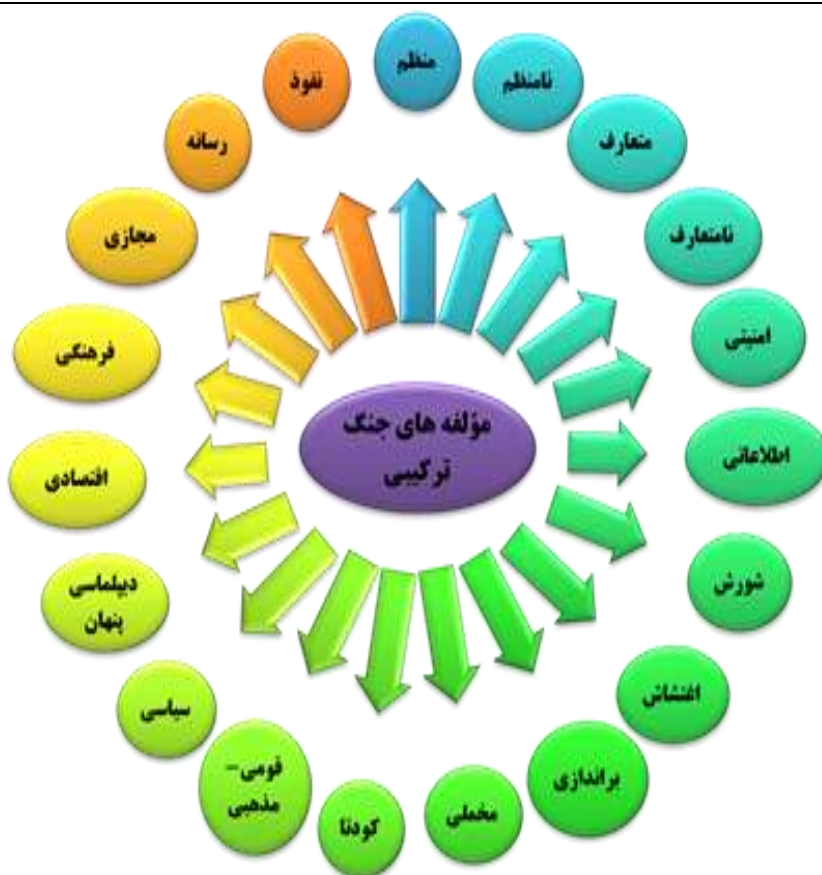 مؤلفه های جنگ
ترکیبی
منظم
نامنظم
متعارف
نامتعارف
امنیتی
اطلاعاتی
شورش
اغتشاش
براندازی
مخملی
کودتا
قومی-
مذهبی
سیاسی
دیپلماسی
پنهان
اقتصادی
فرهنگی
مجازی
رسانه
نفوذ